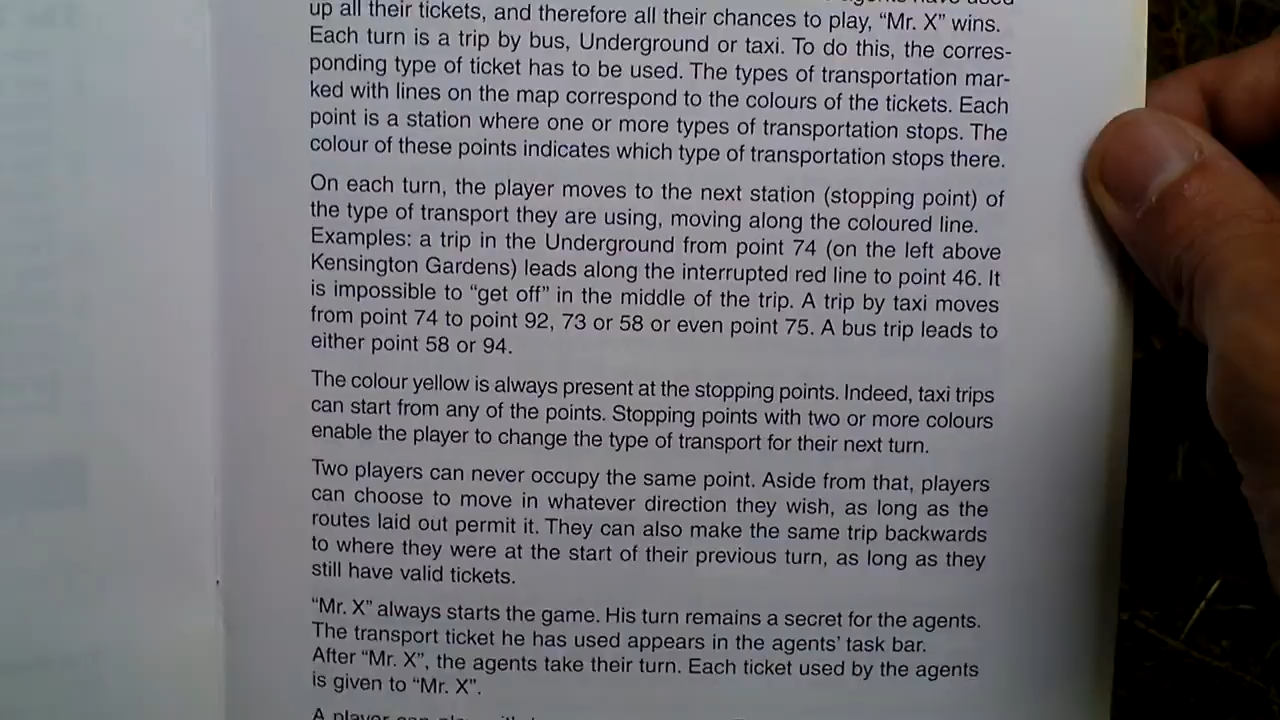 agents have used
up all their tickets, and therefore all their chances to play, “Mr. X” wins.
Each turn is a trip by bus, Underground or taxi. To do this, the corres-
ponding type of ticket has to be used. The types of transportation mar-
ked with lines on the map correspond to the colours of the tickets. Each
point is a station where one or more types of transportation stops. The
colour of these points indicates which type of transportation stops there.
On each turn, the player moves to the next station (stopping point) of
the type of transport they are using, moving along the coloured line.
Examples: a trip in the Underground from point 74 (on the left above
Kensington Gardens) leads along the interrupted red line to point 46. It
is impossible to “get off” in the middle of the trip. A trip by taxi moves
from point 74 to point 92, 73 or 58 or even point 75. A bus trip leads to
either point 58 or 94.
The colour yellow is always present at the stopping points. Indeed, taxi trips
can start from any of the points. Stopping points with two or more colours
enable the player to change the type of transport for their next turn.
Two players can never occupy the same point. Aside from that, players
can choose to move in whatever direction they wish, as long as the
routes laid out permit it. They can also make the same trip backwards
to where they were at the start of their previous turn, as long as they
still have valid tickets.
“Mr. X” always starts the game. His turn remains a secret for the agents.
The transport ticket he has used appears in the agents’ task bar.
After “Mr. X”, the agents take their turn. Each ticket used by the agents
is given to “Mr. X”.
A player can